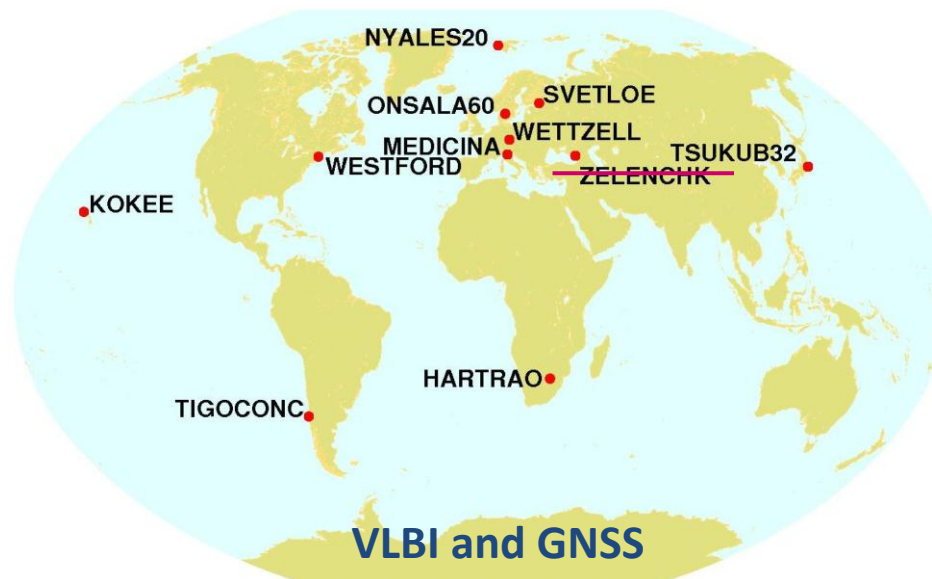 NYALES20
SVETLOE
ONSALA60
WETTZELL
MEDICINA
TSUKUB32
WESTFORD
ZELENCHK
KOKEE
HARTRAO
TIGOCONC
VLBI and GNSS